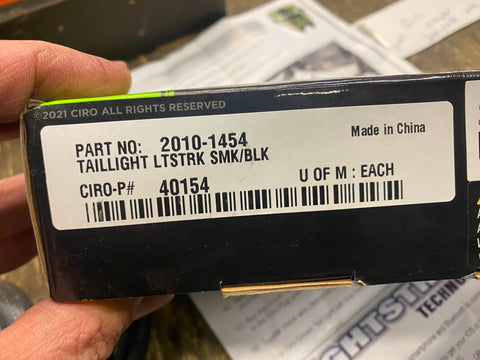 ©2021 CIRO ALL RIGHTS RESERVED
PART NO: 2010-1454
Made in China
TAILLIGHT LTSTRK SMK/BLK
CIRO-P# 40154
U OF M : EACH
TECHNO